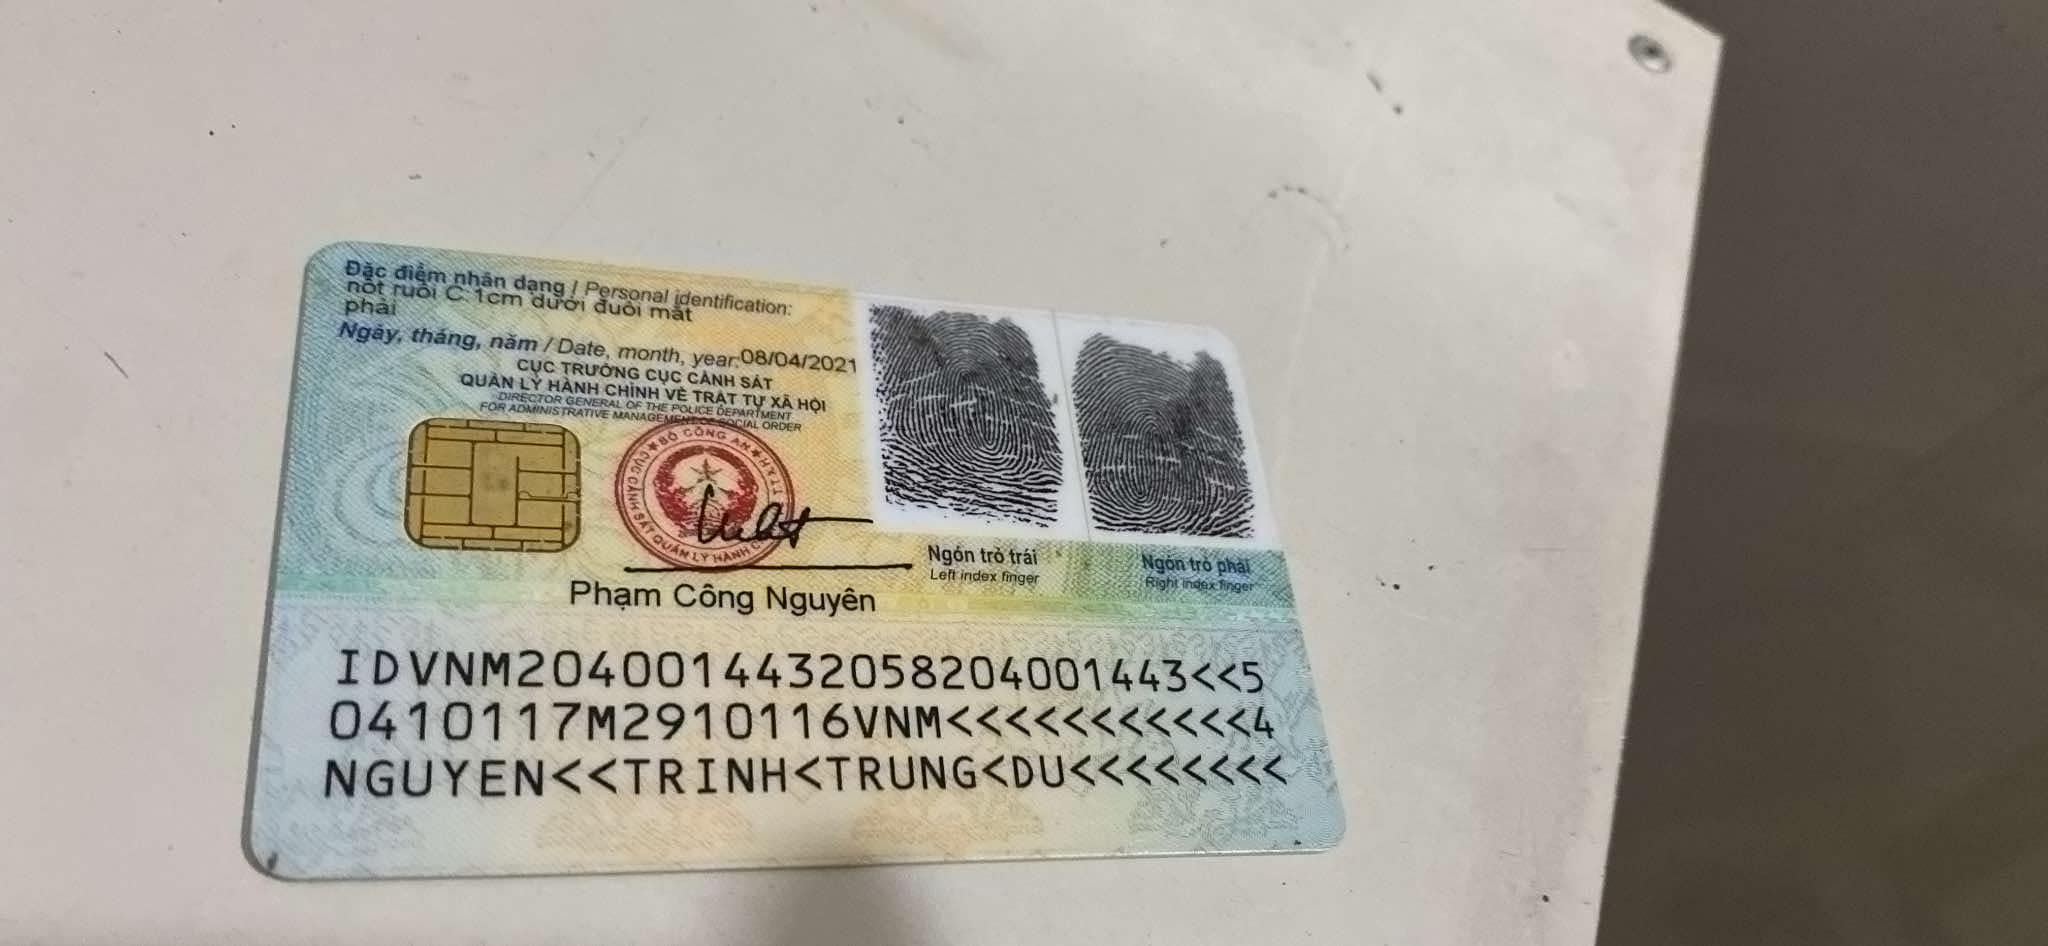 Đặc điểm nhân dạng / Personal identification:
nốt ruồi C: 1cm dưới đuôi mắt
phải
Ngày, tháng, năm / Date, month, year: 08/04/2021
CỤC TRƯỞNG CỤC CẢNH SÁT
QUẢN LÝ HÀNH CHÍNH VỀ TRẬT TỰ XÃ HỘI
DIRECTOR GENERAL OF THE POLICE DEPARTMENT
FOR ADMINISTRATIVE MANAGEMENT OF SOCIAL ORDER
BỘ CÔNG AN
CỤC CẢNH SÁT QUẢN LÝ HÀNH C
Ngón trỏ trái
Left index finger
Ngón trỏ phải
Right index finger
Phạm Công Nguyên
IDVNM2040014432058204001443<<5
0410117M2910116VNM<<<<<<<<<<<4
NGUYEN<<TRINH<TRUNG<DU<<<<<<<<